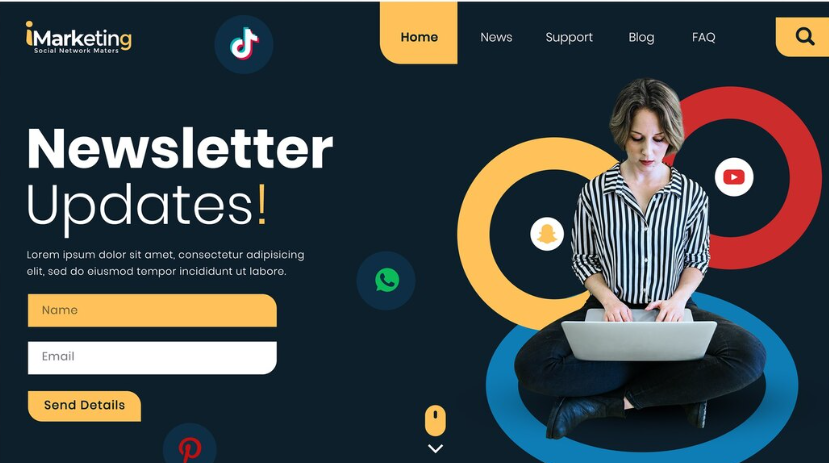 iMarketing
Social Network Maters
Home
News
Support
Blog
FAQ
Newsletter
Updates!
Lorem ipsum dolor sit amet, consectetur adipisicing
elit, sed do eiusmod tempor incididunt ut labore.
Name
Email
Send Details